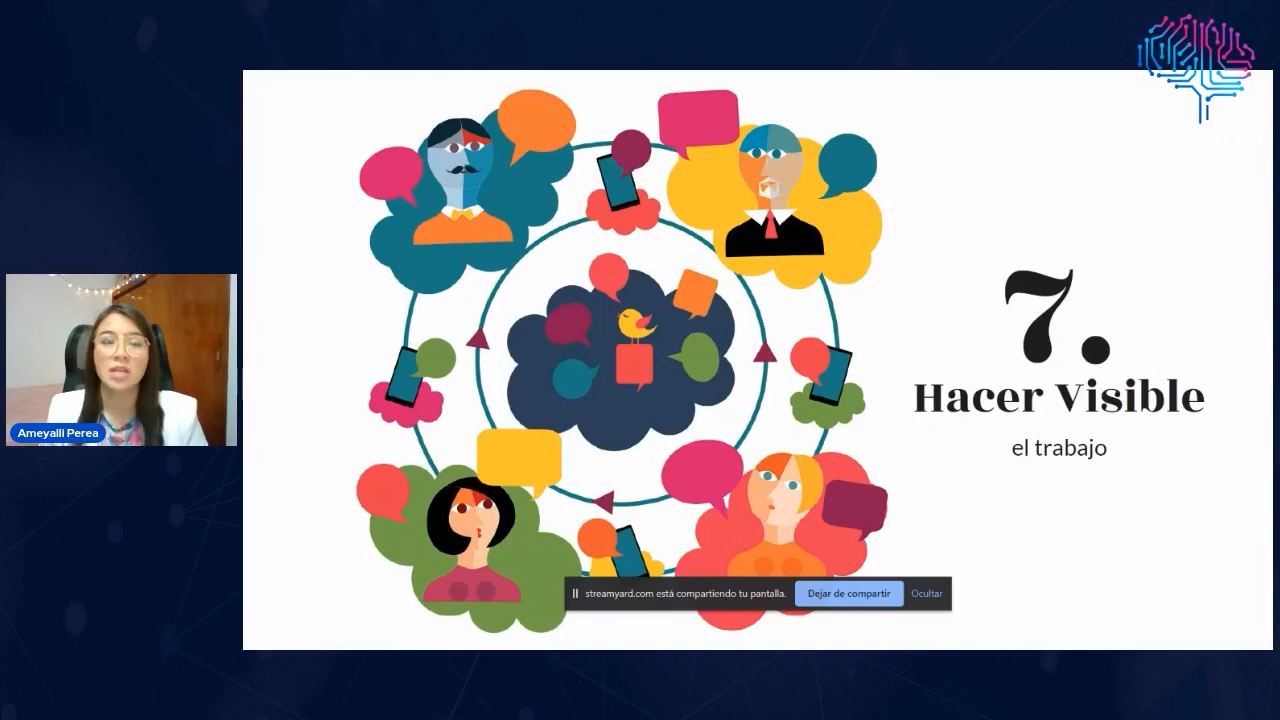 7.
Hacer Visible
el trabajo
Ameyalli Perea
streamyard.com está compartiendo tu pantalla.
Dejar de compartir
Ocultar